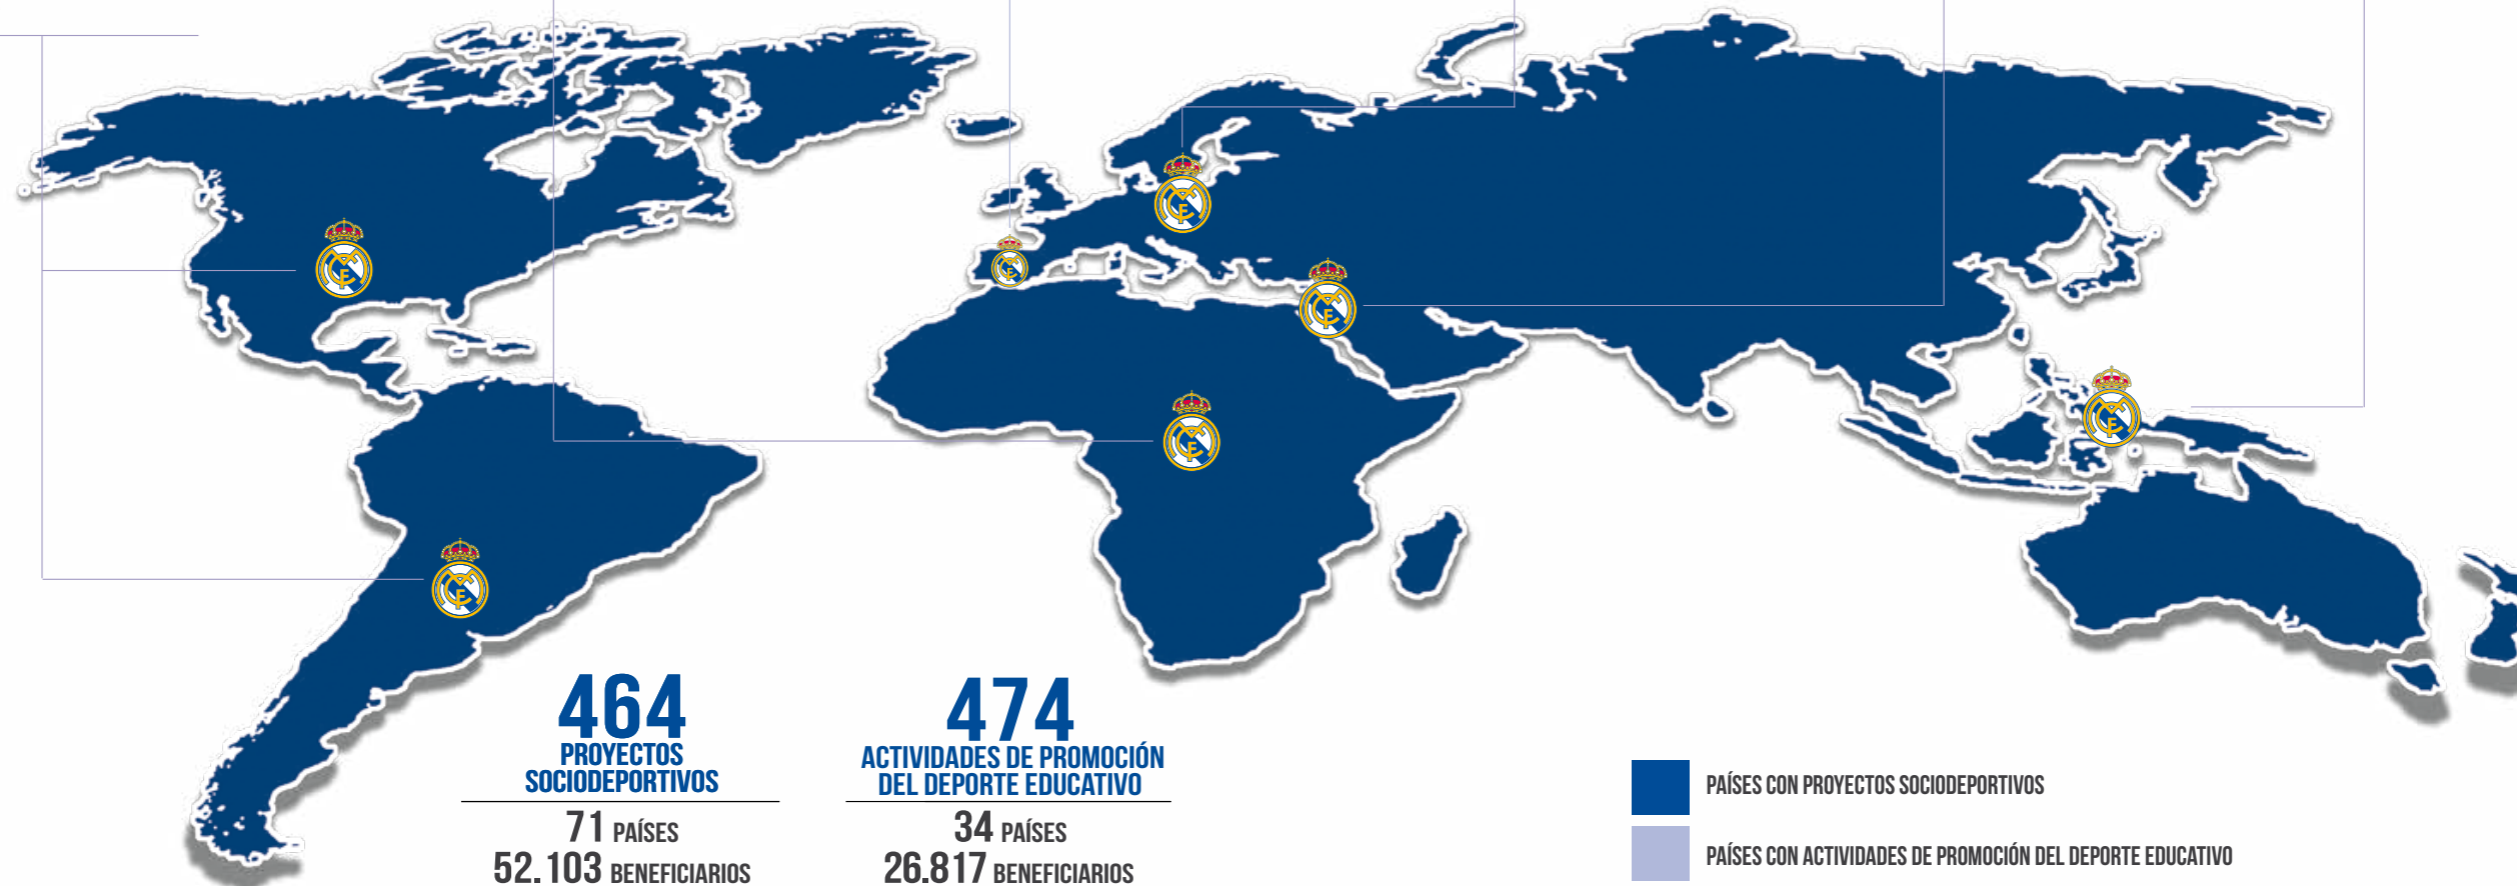 464
PROYECTOS
SOCIODEPORTIVOS
71 PAÍSES
52.103 BENEFICIARIOS
474
ACTIVIDADES DE PROMOCIÓN
DEL DEPORTE EDUCATIVO
34 PAÍSES
26.817 BENEFICIARIOS
PAÍSES CON PROYECTOS SOCIODEPORTIVOS
PAÍSES CON ACTIVIDADES DE PROMOCIÓN DEL DEPORTE EDUCATIVO